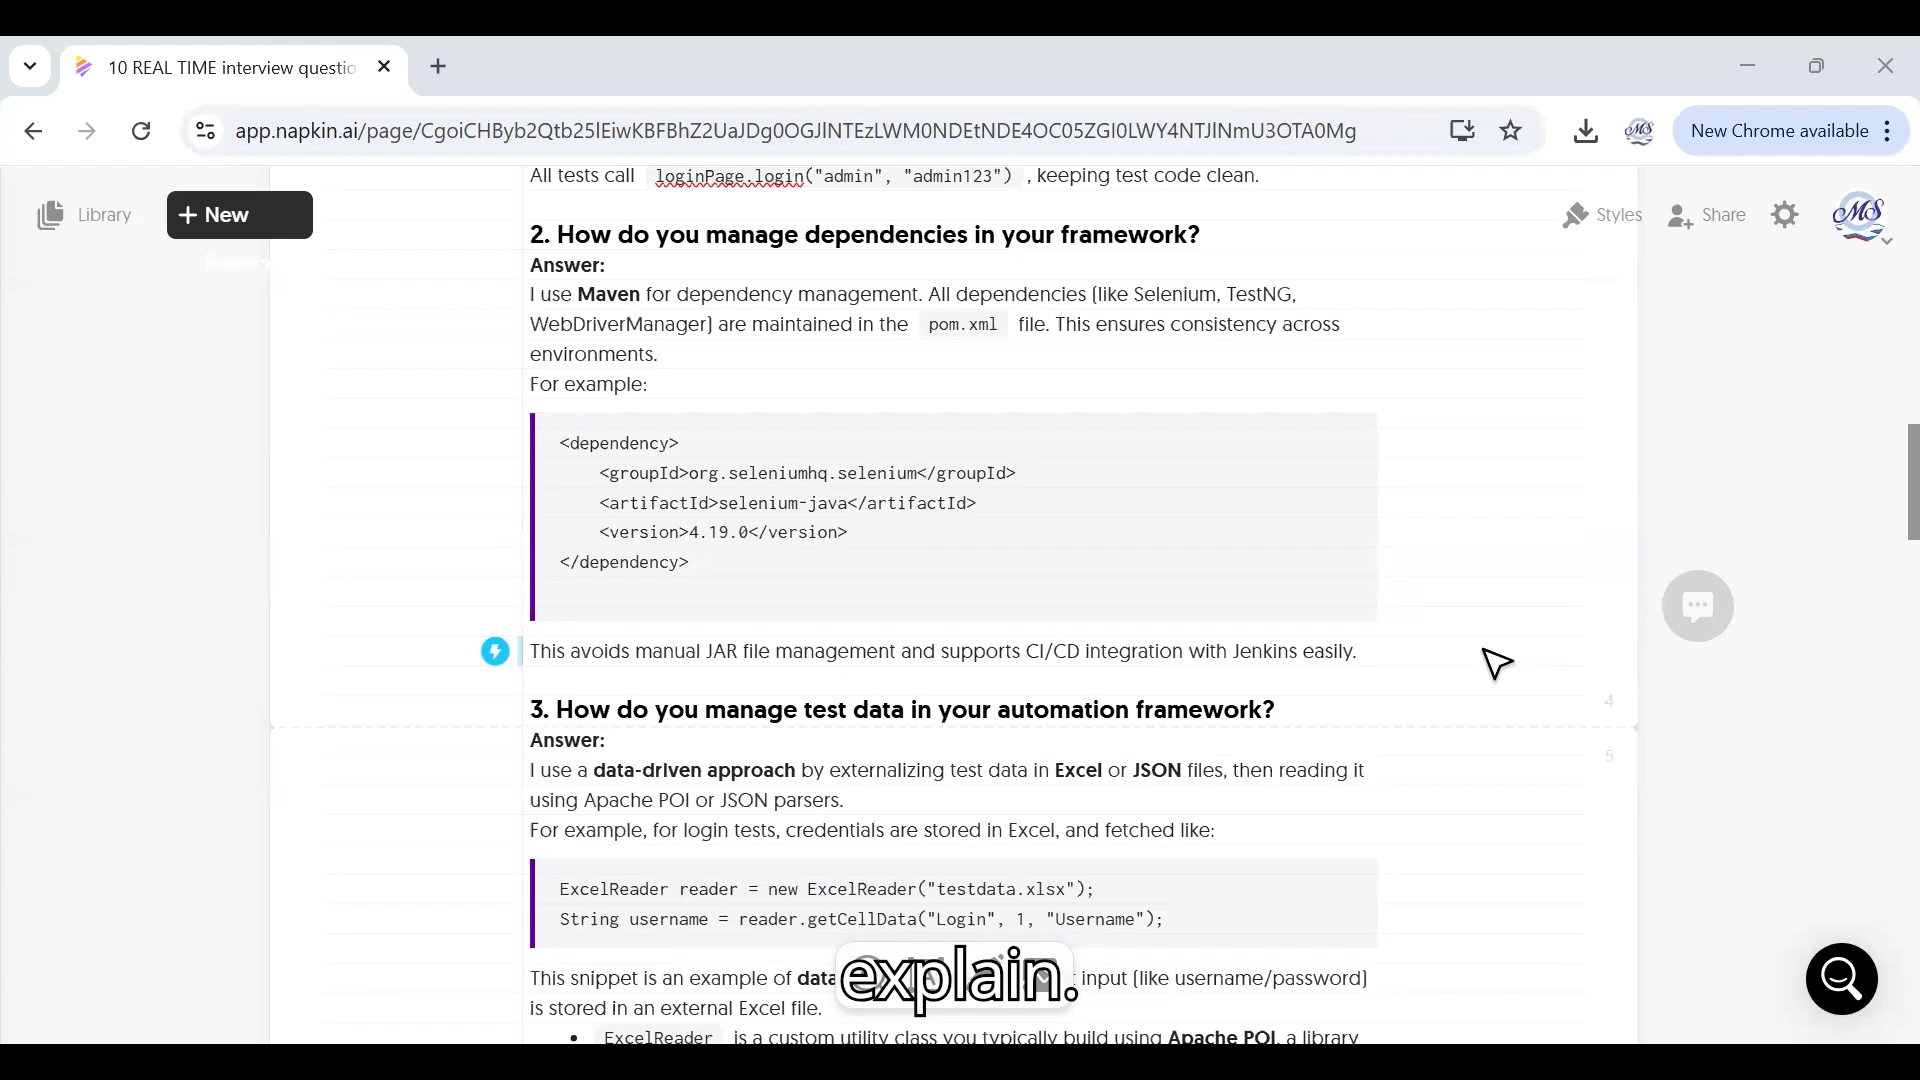 10 REAL TIME interview questio
app.napkin.ai/page/CgoiCHByb2Qtb25lEiwKBFBhZ2UaJDg0OGJlNTEzLWM0NDEtNDE4OC05ZGI0LWY4NTJlNmU3OTA0Mg
New Chrome available
All tests call loginPage.login("admin", "admin123") , keeping test code clean.
Library
+ New
Styles
Share
MS
2. How do you manage dependencies in your framework?
Answer:
I use Maven for dependency management. All dependencies (like Selenium, TestNG,
WebDriverManager) are maintained in the pom.xml file. This ensures consistency across
environments.
For example:
<dependency>
<groupId>org.seleniumhq.selenium</groupId>
<artifactId>selenium-java</artifactId>
<version>4.19.0</version>
</dependency>
This avoids manual JAR file management and supports CI/CD integration with Jenkins easily.
4
3. How do you manage test data in your automation framework?
5
Answer:
I use a data-driven approach by externalizing test data in Excel or JSON files, then reading it
using Apache POI or JSON parsers.
For example, for login tests, credentials are stored in Excel, and fetched like:
ExcelReader reader = new ExcelReader("testdata.xlsx");
String username = reader.getCellData("Login", 1, "Username");
This snippet is an example of data
input (like username/password)
explain.
is stored in an external Excel file.
ExcelReader is a custom utility class you typically build using Apache POI, a library